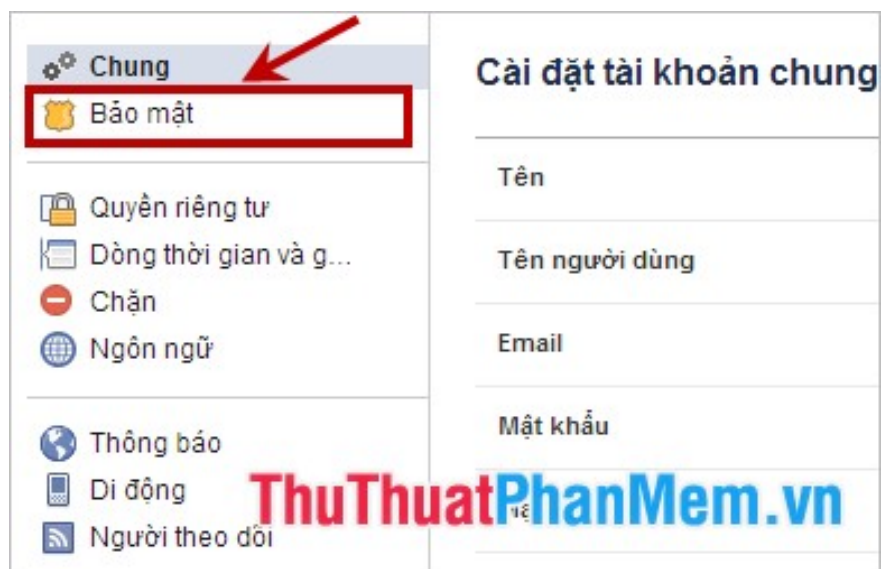 Chung
Bảo mật
Quyền riêng tư
Dòng thời gian và g...
Chặn
Ngôn ngữ
Thông báo
Di động
Người theo dõi
Cài đặt tài khoản chung
Tên
Tên người dùng
Email
Mật khẩu
ThuThuatPhanMem.vn